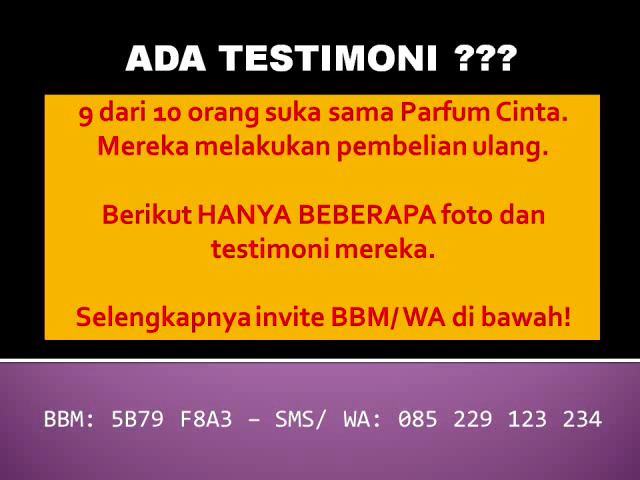 ADA TESTIMONI ???
9 dari 10 orang suka sama Parfum Cinta.
Mereka melakukan pembelian ulang.
Berikut HANYA BEBERAPA foto dan
testimoni mereka.
Selengkapnya invite BBM/ WA di bawah!
BBM: 5B79 F8A3 – SMS/ WA: 085 229 123 234